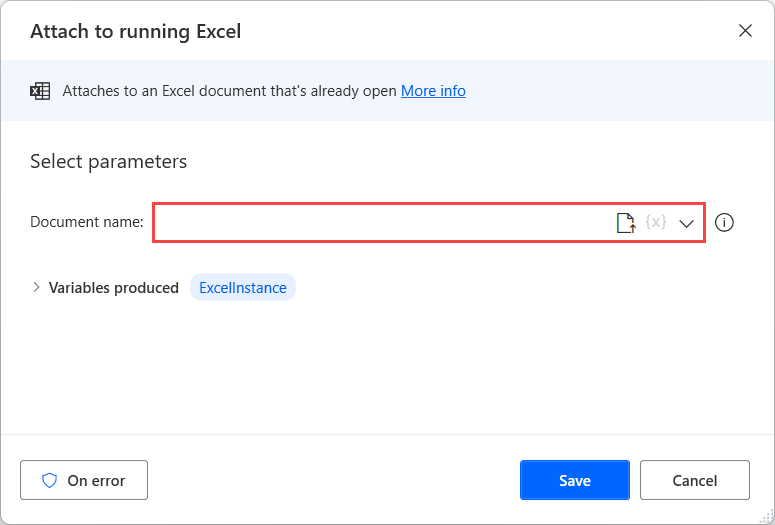 Attach to running Excel
Attaches to an Excel document that's already open More info
Select parameters
Document name: {x}
Variables produced ExcelInstance
On error Save Cancel